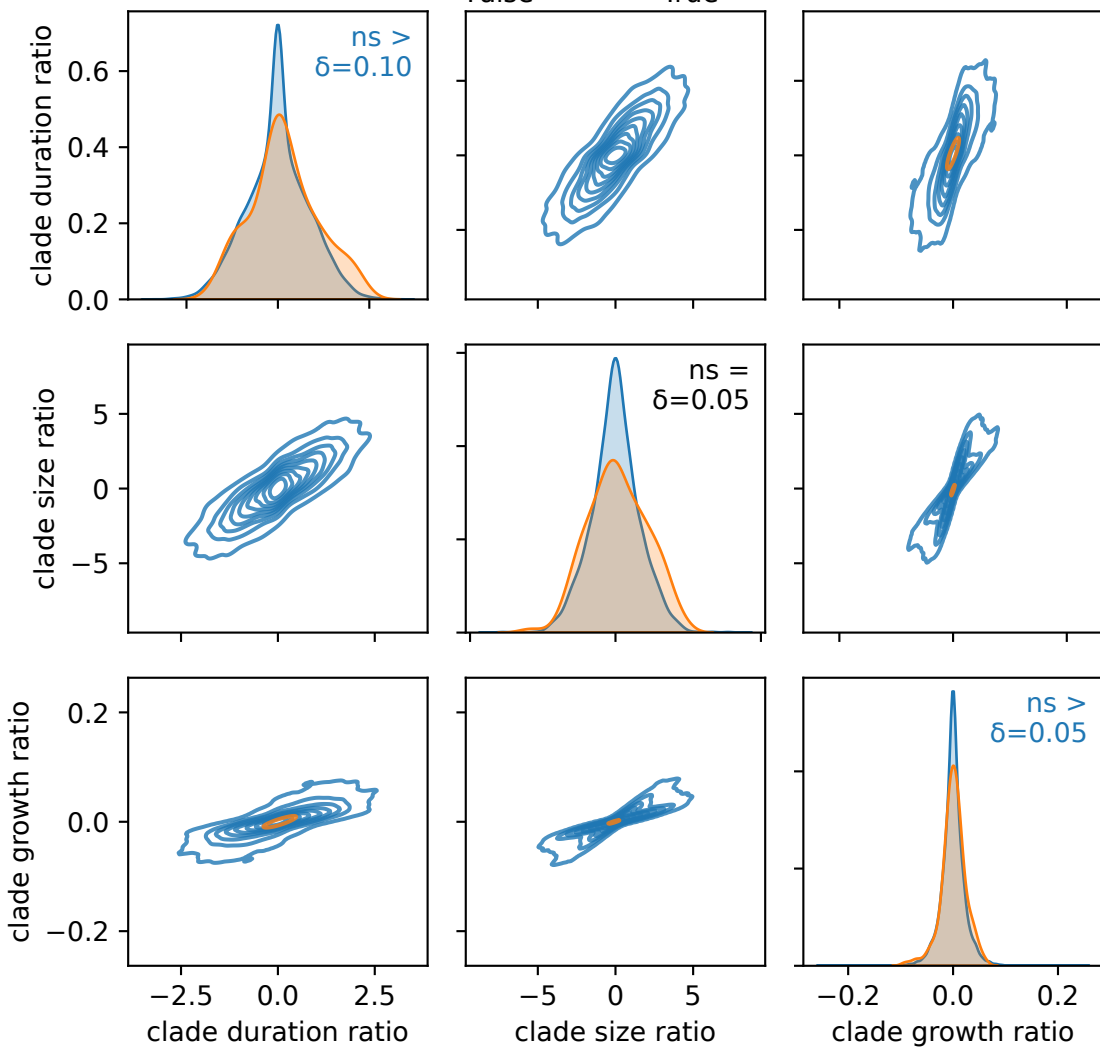 ns >
δ=0.10
clade duration ratio
0.6
0.4
0.2
0.0
ns =
δ=0.05
clade size ratio
5
0
−5
ns >
δ=0.05
clade growth ratio
0.2
0.0
−0.2
−2.5 0.0 2.5
−5 0 5
−0.2 0.0 0.2
clade duration ratio
clade size ratio
clade growth ratio